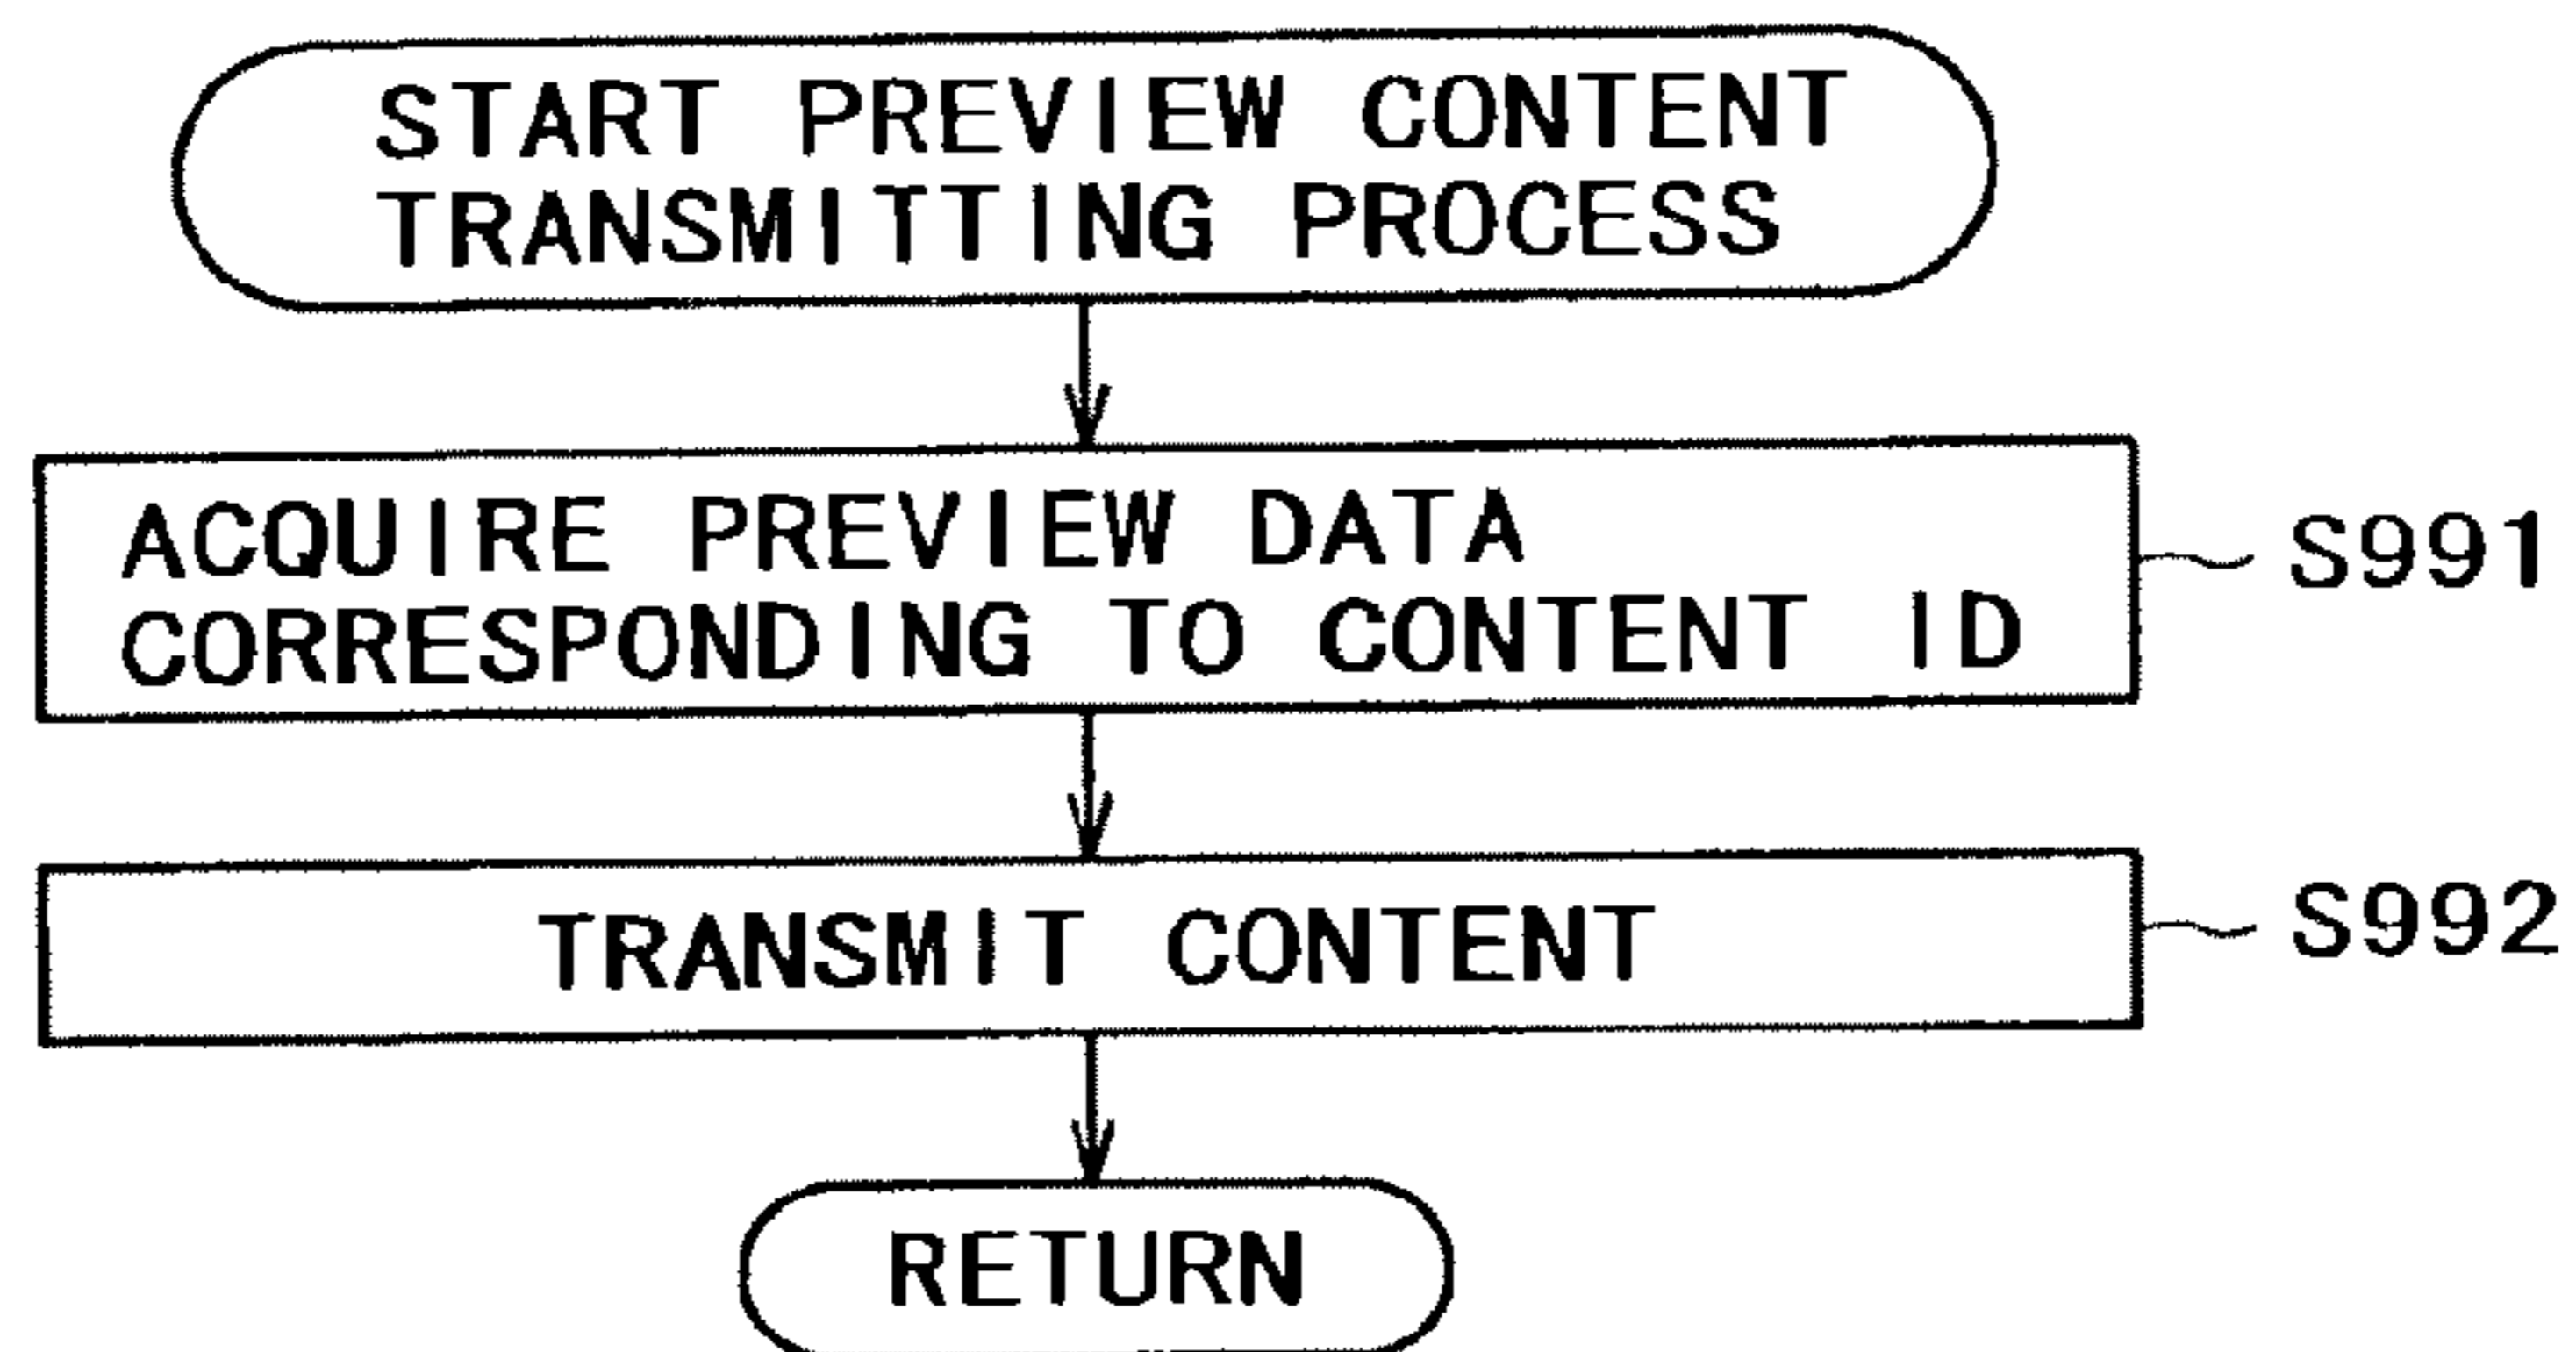 START PREVIEW CONTENT
TRANSMITTING PROCESS
ACQUIRE PREVIEW DATA
CORRESPONDING TO CONTENT ID
S991
TRANSMIT CONTENT
S992
RETURN